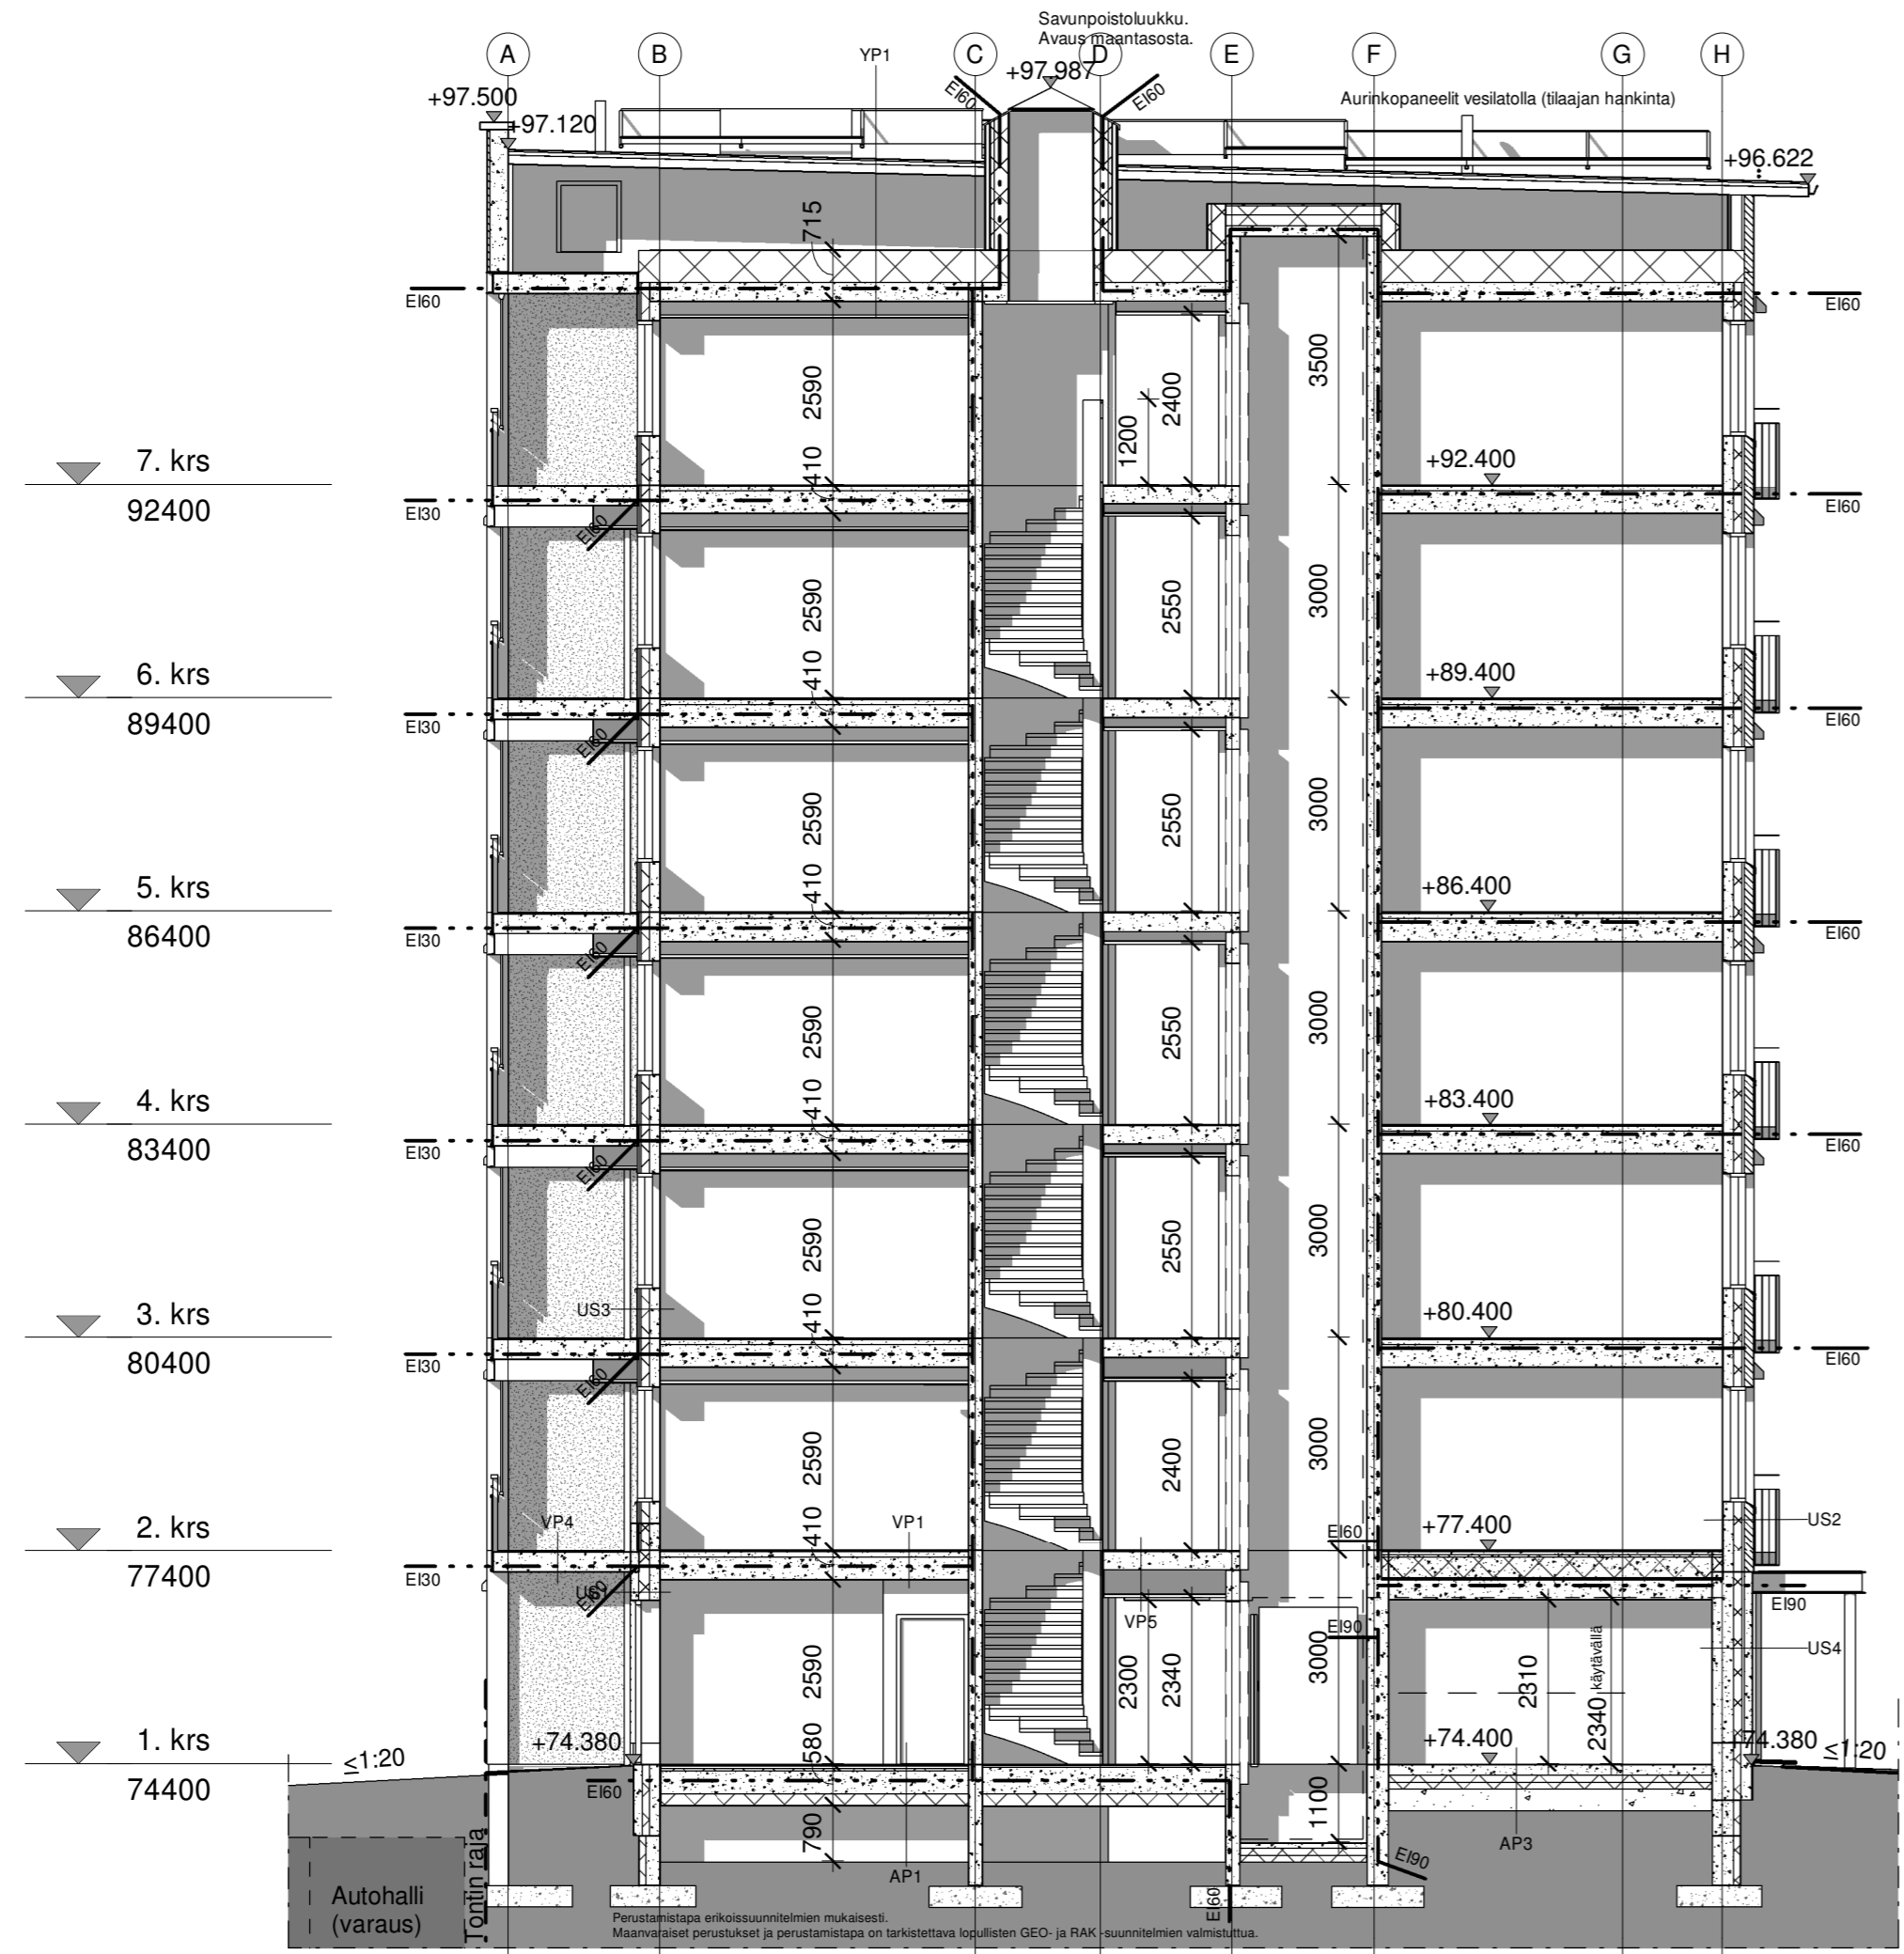 Savunpoistoluukku.
Avaus maantasosta.
A
B
YP1
C
D
E
F
G
H
+97.987
EI60
EI60
Aurinkopaneelit vesilatolla (tilaajan hankinta)
+97.500
+97.120
+96.622
715
EI60
EI60
2590
2400
1200
3500
7. krs
92400
410
+92.400
EI30
EI60
EI60
2590
2550
3000
6. krs
89400
410
+89.400
EI30
EI60
EI60
2590
2550
3000
5. krs
86400
410
+86.400
EI30
EI60
EI60
2590
2550
3000
4. krs
83400
410
+83.400
EI30
EI60
EI60
2590
2550
3000
US3
3. krs
80400
410
+80.400
EI30
EI60
EI60
2590
2400
3000
VP4
VP1
2. krs
77400
410
EI60
+77.400
US2
EI30
EI60
VP5
EI90
EI90
2590
2300
2340
3000
2310
2340 käytävällä
US4
1. krs
74400
≤1:20
+74.380
580
+74.400
+74.380
≤1:20
EI60
790
1100
AP1
AP3
EI90
EI60
Autohalli
(varaus)
Tontin raja
Perustamistapa erikoissuunnitelmien mukaisesti.
Maanvaraiset perustukset ja perustamistapa on tarkistettava lopullisten GEO- ja RAK -suunnitelmien valmistuttua.